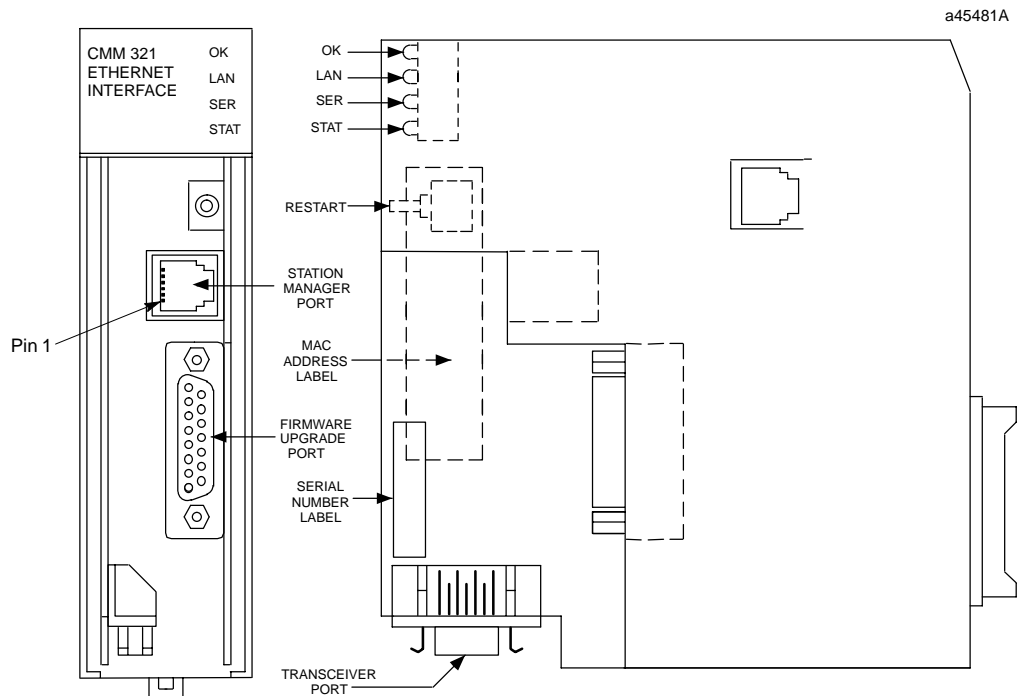 a45481A
CMM 321
ETHERNET
INTERFACE
OK
LAN
SER
STAT
OK
LAN
SER
STAT
RESTART
STATION
MANAGER
PORT
Pin 1
MAC
ADDRESS
LABEL
FIRMWARE
UPGRADE
PORT
SERIAL
NUMBER
LABEL
TRANSCEIVER
PORT